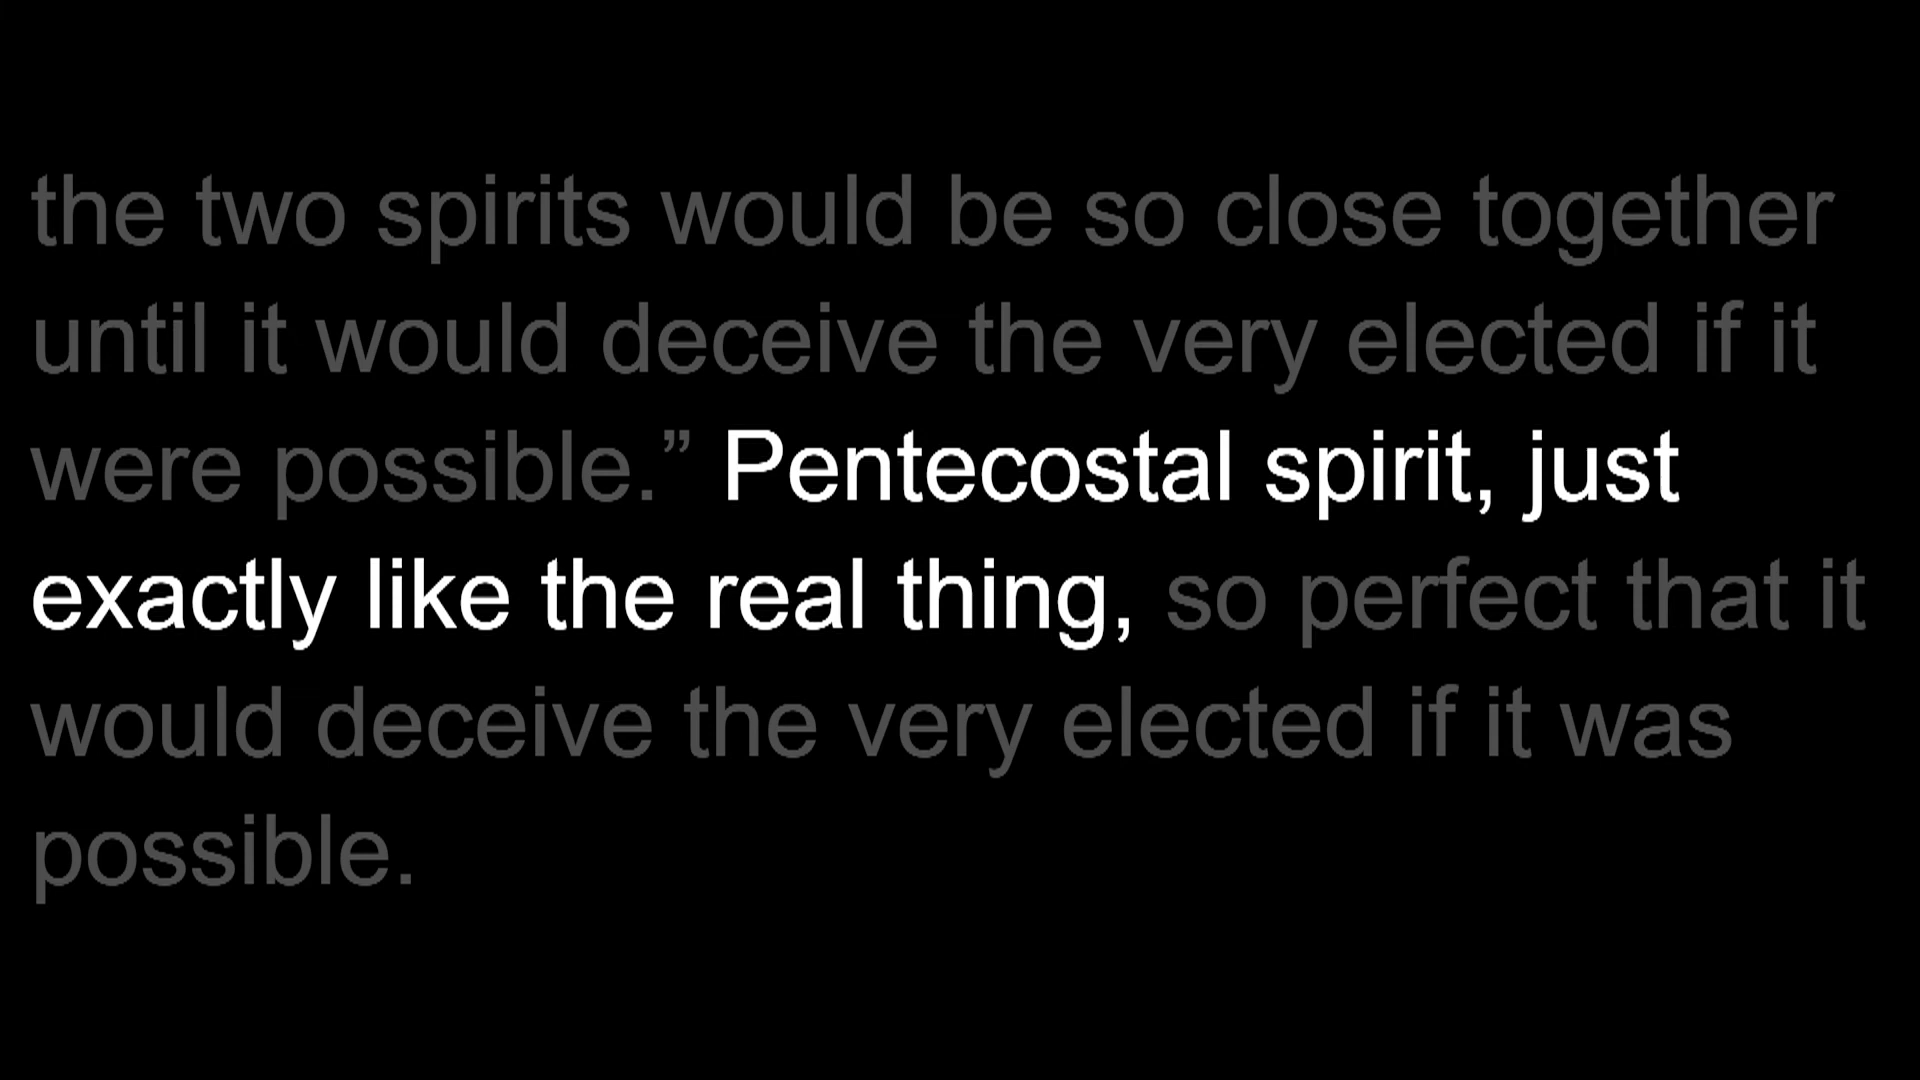 the two spirits would be so close together
until it would deceive the very elected if it
were possible.” Pentecostal spirit, just
exactly like the real thing, so perfect that it
would deceive the very elected if it was
possible.